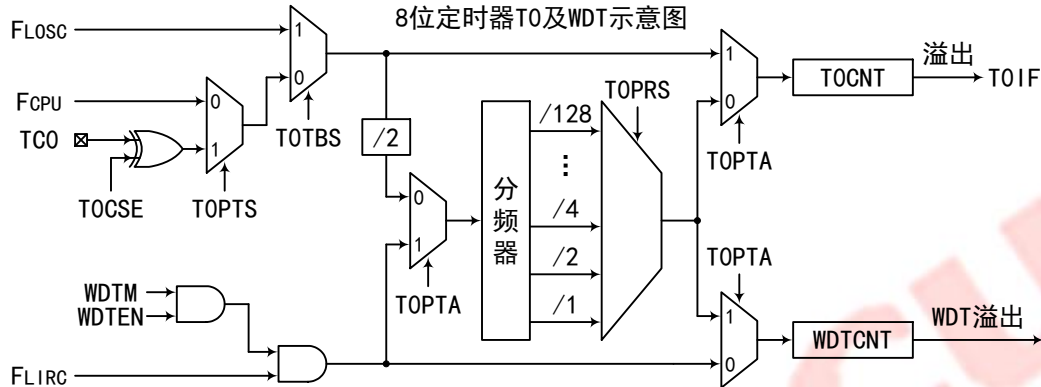 8位定时器T0及WDT示意图
FLOSC
1
0
T0TBS
FCPU
TC0
0
1
T0CSE
T0PTS
/2
0
1
T0PTA
分频器
/128
⋮
/4
/2
/1
T0PRS
1
0
T0PTA
T0CNT
溢出
T0IF
WDTM
WDTEN
FLIRC
T0PTA
1
0
WDTCNT
WDT溢出